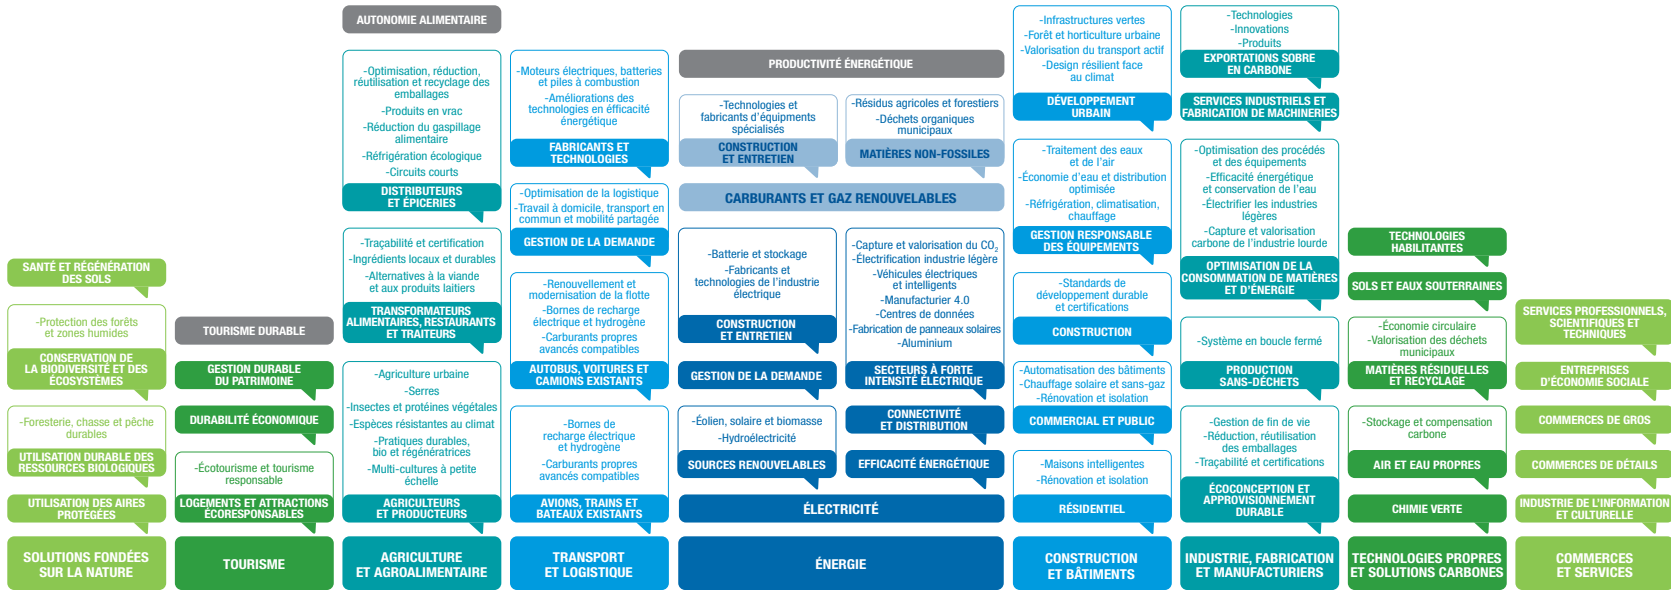 SANTÉ ET RÉGÉNÉRATION
DES SOLS
-Protection des forêts
et zones humides
CONSERVATION DE
LA BIODIVERSITÉ ET DES
ÉCOSYSTÈMES
-Foresterie, chasse et pêche
durables
UTILISATION DURABLE DES
RESSOURCES BIOLOGIQUES
UTILISATION DES AIRES
PROTÉGÉES
SOLUTIONS FONDÉES
SUR LA NATURE
TOURISME DURABLE
GESTION DURABLE
DU PATRIMOINE
DURABILITÉ ÉCONOMIQUE
-Écotourisme et tourisme
responsable
LOGEMENTS ET ATTRACTIONS
ÉCORESPONSABLES
TOURISME
AUTONOMIE ALIMENTAIRE
-Optimisation, réduction,
réutilisation et recyclage des
emballages
-Produits en vrac
-Réduction du gaspillage
alimentaire
-Réfrigération écologique
-Circuits courts
DISTRIBUTEURS
ET ÉPICERIES
-Traçabilité et certification
-Ingrédients locaux et durables
-Alternatives à la viande
et aux produits laitiers
TRANSFORMATEURS
ALIMENTAIRES, RESTAURANTS
ET TRAITEURS
-Agriculture urbaine
-Serres
-Insectes et protéines végétales
-Espèces résistantes au climat
-Pratiques durables,
bio et régénératrices
-Multi-cultures à petite
échelle
AGRICULTEURS
ET PRODUCTEURS
AGRICULTURE
ET AGROALIMENTAIRE
-Moteurs électriques, batteries
et piles à combustion
-Améliorations des
technologies en éfficacité
énergétique
FABRICANTS ET
TECHNOLOGIES
-Optimisation de la logistique
-Travail à domicile, transport en
commun et mobilité partagée
GESTION DE LA DEMANDE
-Renouvellement et
modernisation de la flotte
-Bornes de recharge
électrique et hydrogène
-Carburants propres
avancés compatibles
AUTOBUS, VOITURES ET
CAMIONS EXISTANTS
-Bornes de
recharge électrique
et hydrogène
-Carburants propres
avancés compatibles
AVIONS, TRAINS ET
BATEAUX EXISTANTS
TRANSPORT
ET LOGISTIQUE
PRODUCTIVITÉ ÉNERGÉTIQUE
-Technologies et
fabricants d'équipments
spécialisés
CONSTRUCTION
ET ENTRETIEN
-Résidus agricoles et forestiers
-Déchets organiques
municipaux
MATIÈRES NON-FOSSILES
CARBURANTS ET GAZ RENOUVELABLES
-Batterie et stockage
-Fabricants et
technologies de l'industrie
électrique
CONSTRUCTION
ET ENTRETIEN
GESTION DE LA DEMANDE
-Éolien, solaire et biomasse
-Hydroélectricité
SOURCES RENOUVELABLES
-Capture et valorisation du CO₂
-Électrification industrie légère
-Véhicules électriques
et intelligents
-Manufacturier 4.0
-Centres de données
-Fabrication de panneaux solaires
-Aluminium
SECTEURS À FORTE
INTENSITÉ ÉLECTRIQUE
CONNECTIVITÉ
ET DISTRIBUTION
EFFICACITÉ ÉNERGÉTIQUE
ÉLECTRICITÉ
ÉNERGIE
-Infrastructures vertes
-Forêt et horticulture urbaine
-Valorisation du transport actif
-Design résilient face
au climat
DÉVELOPPEMENT
URBAIN
-Traitement des eaux
et de l'air
-Économie d'eau et distribution
optimisée
-Réfrigération, climatisation,
chauffage
GESTION RESPONSABLE
DES ÉQUIPEMENTS
-Standards de
développement durable
et certifications
CONSTRUCTION
-Automatisation des bâtiments
-Chauffage solaire et sans-gaz
-Rénovation et isolation
COMMERCIAL ET PUBLIC
-Maisons intelligentes
-Rénovation et isolation
RÉSIDENTIEL
CONSTRUCTION
ET BÂTIMENTS
-Technologies
-Innovations
-Produits
EXPORTATIONS SOBRE
EN CARBONE
SERVICES INDUSTRIELS ET
FABRICATION DE MACHINERIES
-Optimisation des procédés
et des équipements
-Efficacité énergétique
et conservation de l'eau
-Électrifier les industries
légères
-Capture et valorisation
carbone de l'industrie lourde
OPTIMISATION DE LA
CONSOMMATION DE MATIÈRES
ET D'ÉNERGIE
-Système en boucle fermé
PRODUCTION
SANS-DÉCHETS
-Gestion de fin de vie
-Réduction, réutilisation
des emballages
-Traçabilité et certifications
ÉCOCONCEPTION ET
APPROVISIONNEMENT
DURABLE
INDUSTRIE, FABRICATION
ET MANUFACTURIERS
TECHNOLOGIES
HABILITANTES
SOLS ET EAUX SOUTERRAINES
-Économie circulaire
-Valorisation des déchets
municipaux
MATIÈRES RÉSIDUELLES
ET RECYCLAGE
-Stockage et compensation
carbone
AIR ET EAU PROPRES
CHIMIE VERTE
TECHNOLOGIES PROPRES
ET SOLUTIONS CARBONES
SERVICES PROFESSIONNELS,
SCIENTIFIQUES ET
TECHNIQUES
ENTREPRISES
D'ÉCONOMIE SOCIALE
COMMERCES DE GROS
COMMERCES DE DÉTAILS
INDUSTRIE DE L'INFORMATION
ET CULTURELLE
COMMERCES
ET SERVICES